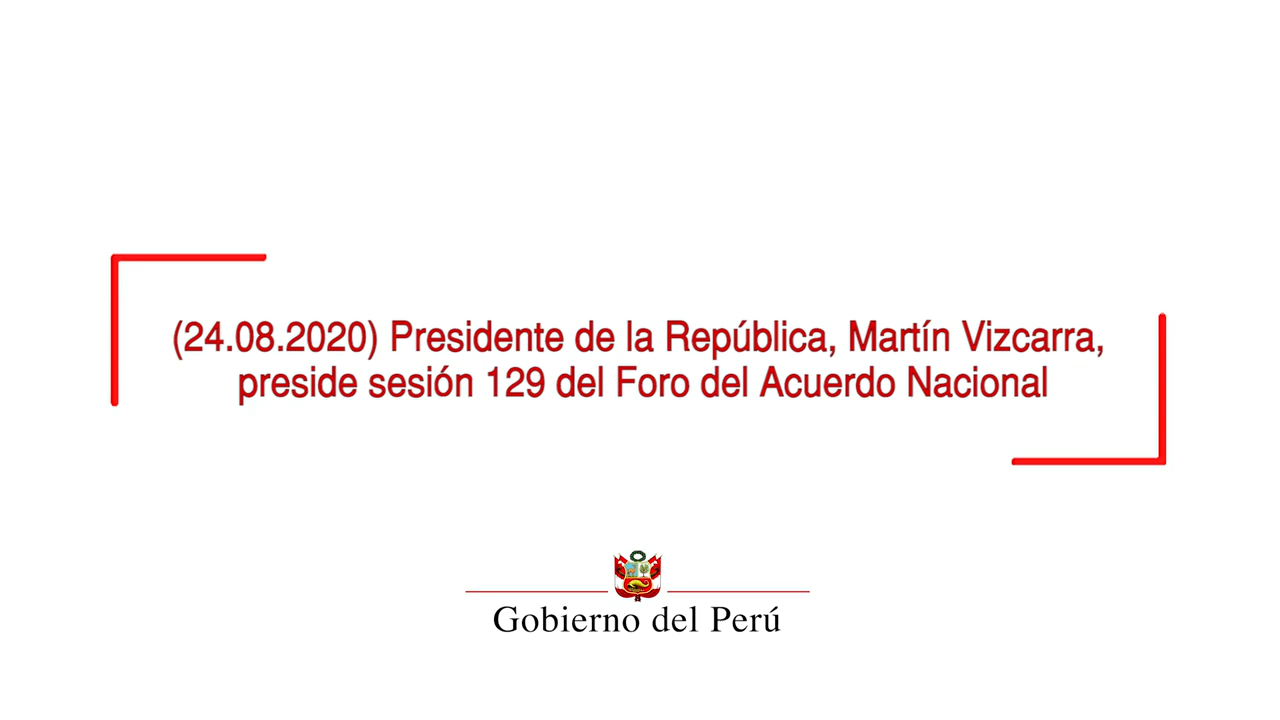 (24.08.2020) Presidente de la República, Martín Vizcarra,
preside sesión 129 del Foro del Acuerdo Nacional
Gobierno del Perú